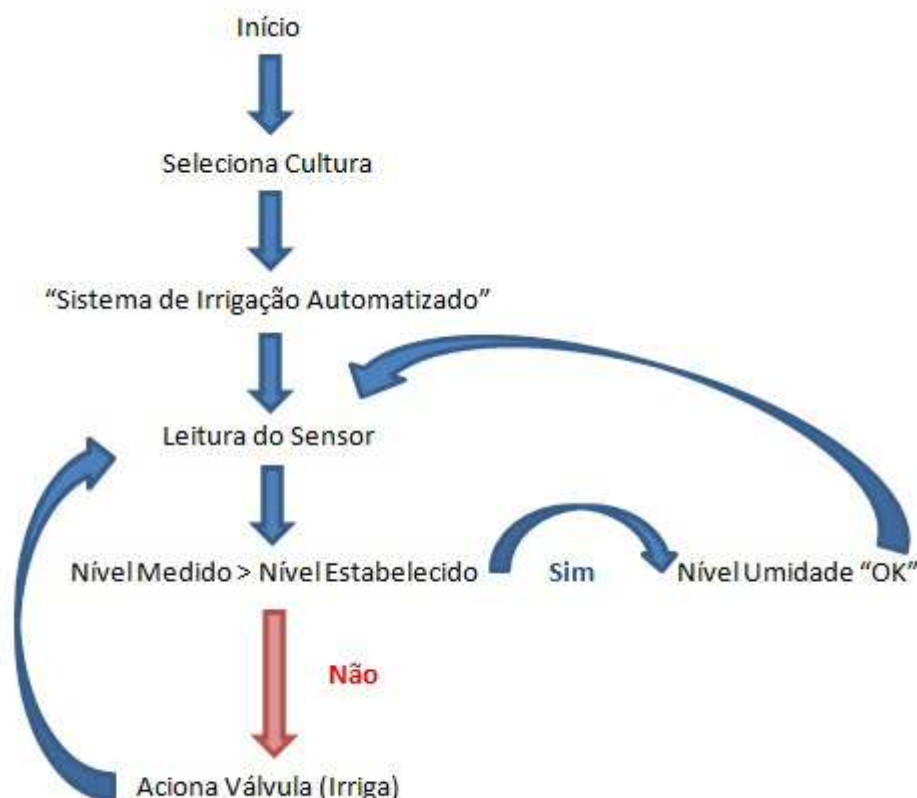 Início
Seleciona Cultura
“Sistema de Irrigação Automatizado”
Leitura do Sensor
Nível Medido > Nível Estabelecido
Sim
Nível Umidade “OK”
Não
Aciona Válvula (Irriga)